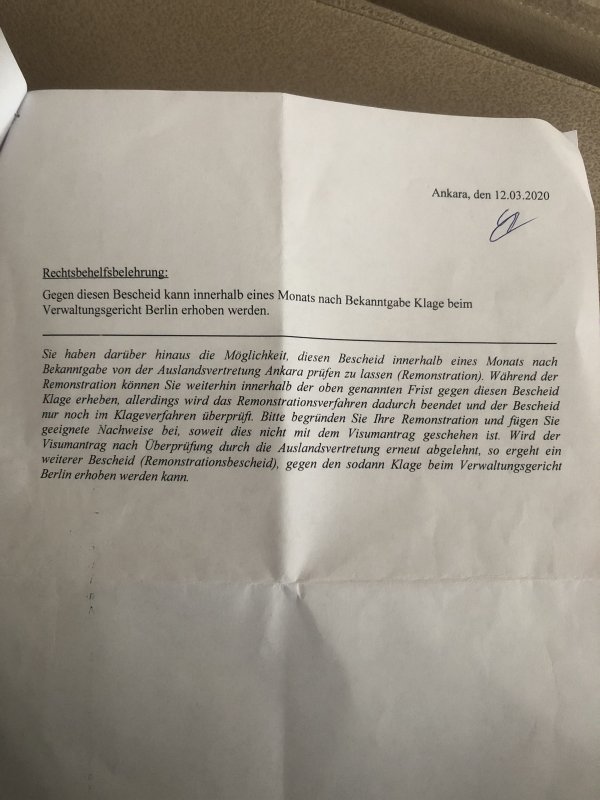 Ankara, den 12.03.2020
Rechtsbehelfsbelehrung:
Gegen diesen Bescheid kann innerhalb eines Monats nach Bekanntgabe Klage beim
Verwaltungsgericht Berlin erhoben werden.
Sie haben darüber hinaus die Möglichkeit, diesen Bescheid innerhalb eines Monats nach
Bekanntgabe von der Auslandsvertretung Ankara prüfen zu lassen (Remonstration). Während der
Remonstration können Sie weiterhin innerhalb der oben genannten Frist gegen diesen Bescheid
Klage erheben, allerdings wird das Remonstrationsverfahren dadurch beendet und der Bescheid
nur noch im Klageverfahren überprüft. Bitte begründen Sie Ihre Remonstration und fügen Sie
geeignete Nachweise bei, soweit dies nicht mit dem Visumantrag geschehen ist. Wird der
Visumantrag nach Überprüfung durch die Auslandsvertretung erneut abgelehnt, so ergeht ein
weiterer Bescheid (Remonstrationsbescheid), gegen den sodann Klage beim Verwaltungsgericht
Berlin erhoben werden kann.